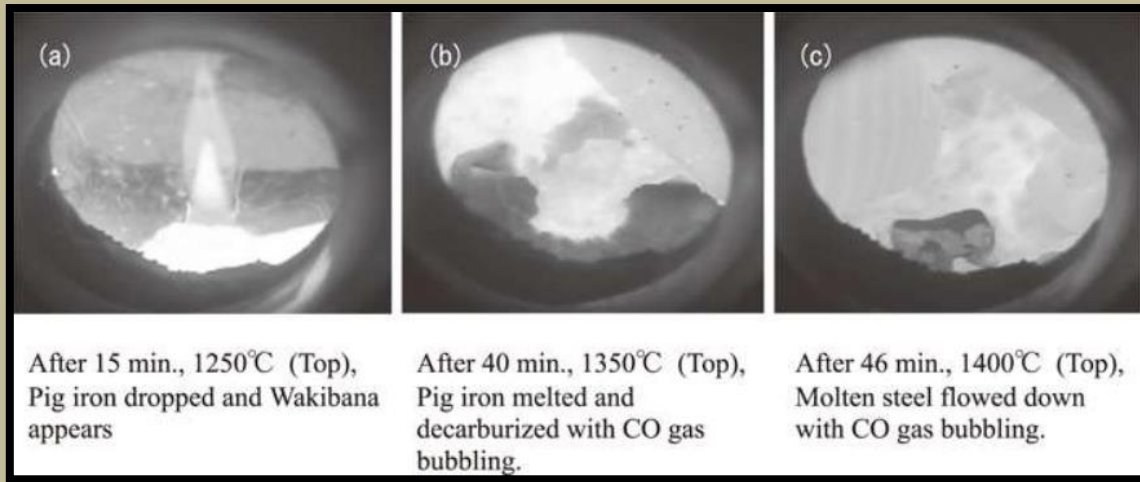 (a)
(b)
(c)
After 15 min., 1250℃ (Top),
Pig iron dropped and Wakibana
appears
After 40 min., 1350℃ (Top),
Pig iron melted and
decarburized with CO gas
bubbling.
After 46 min., 1400℃ (Top),
Molten steel flowed down
with CO gas bubbling.